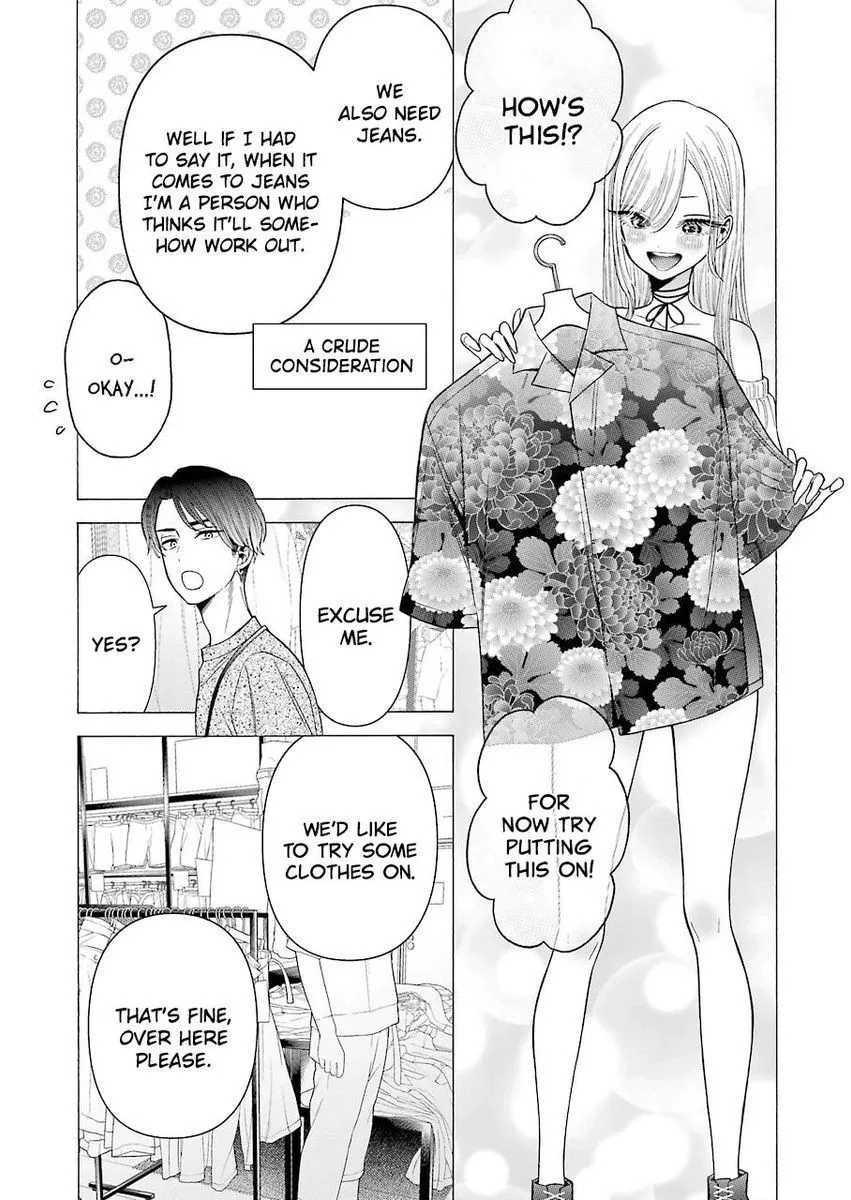 HOW'S
THIS!?
FOR
NOW TRY
PUTTING
THIS ON!
WE
ALSO NEED
JEANS.
WELL IF I HAD
TO SAY IT, WHEN IT
COMES TO JEANS
I'M A PERSON WHO
THINKS IT'LL SOME-
HOW WORK OUT.
A CRUDE
CONSIDERATION
O-
OKAY...!
EXCUSE
ME.
YES?
WE'D LIKE
TO TRY SOME
CLOTHES ON.
THAT'S FINE,
OVER HERE
PLEASE.